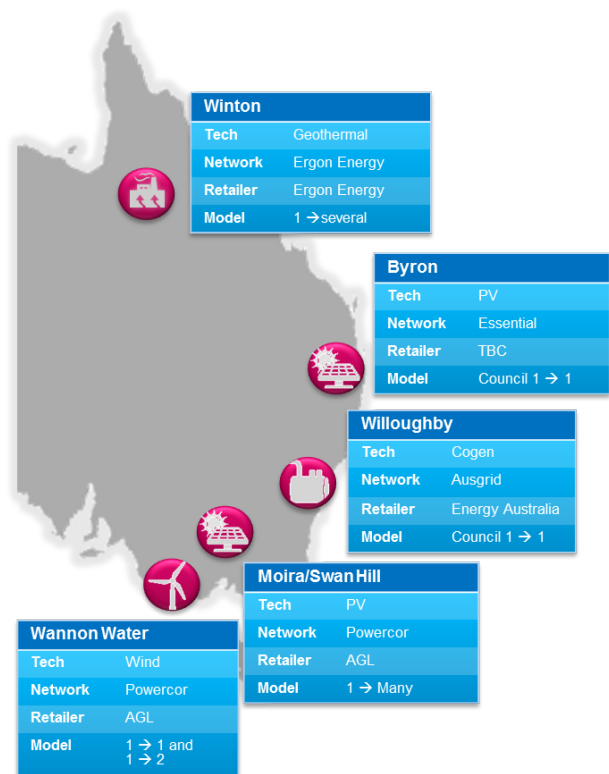 Winton
Tech Geothermal
Network Ergon Energy
Retailer Ergon Energy
Model 1 → several
Byron
Tech PV
Network Essential
Retailer TBC
Model Council 1 → 1
Willoughby
Tech Cogen
Network Ausgrid
Retailer Energy Australia
Model Council 1 → 1
Moira/Swan Hill
Tech PV
Network Powercor
Retailer AGL
Model 1 → Many
Wannon Water
Tech Wind
Network Powercor
Retailer AGL
Model 1 → 1 and
1 → 2